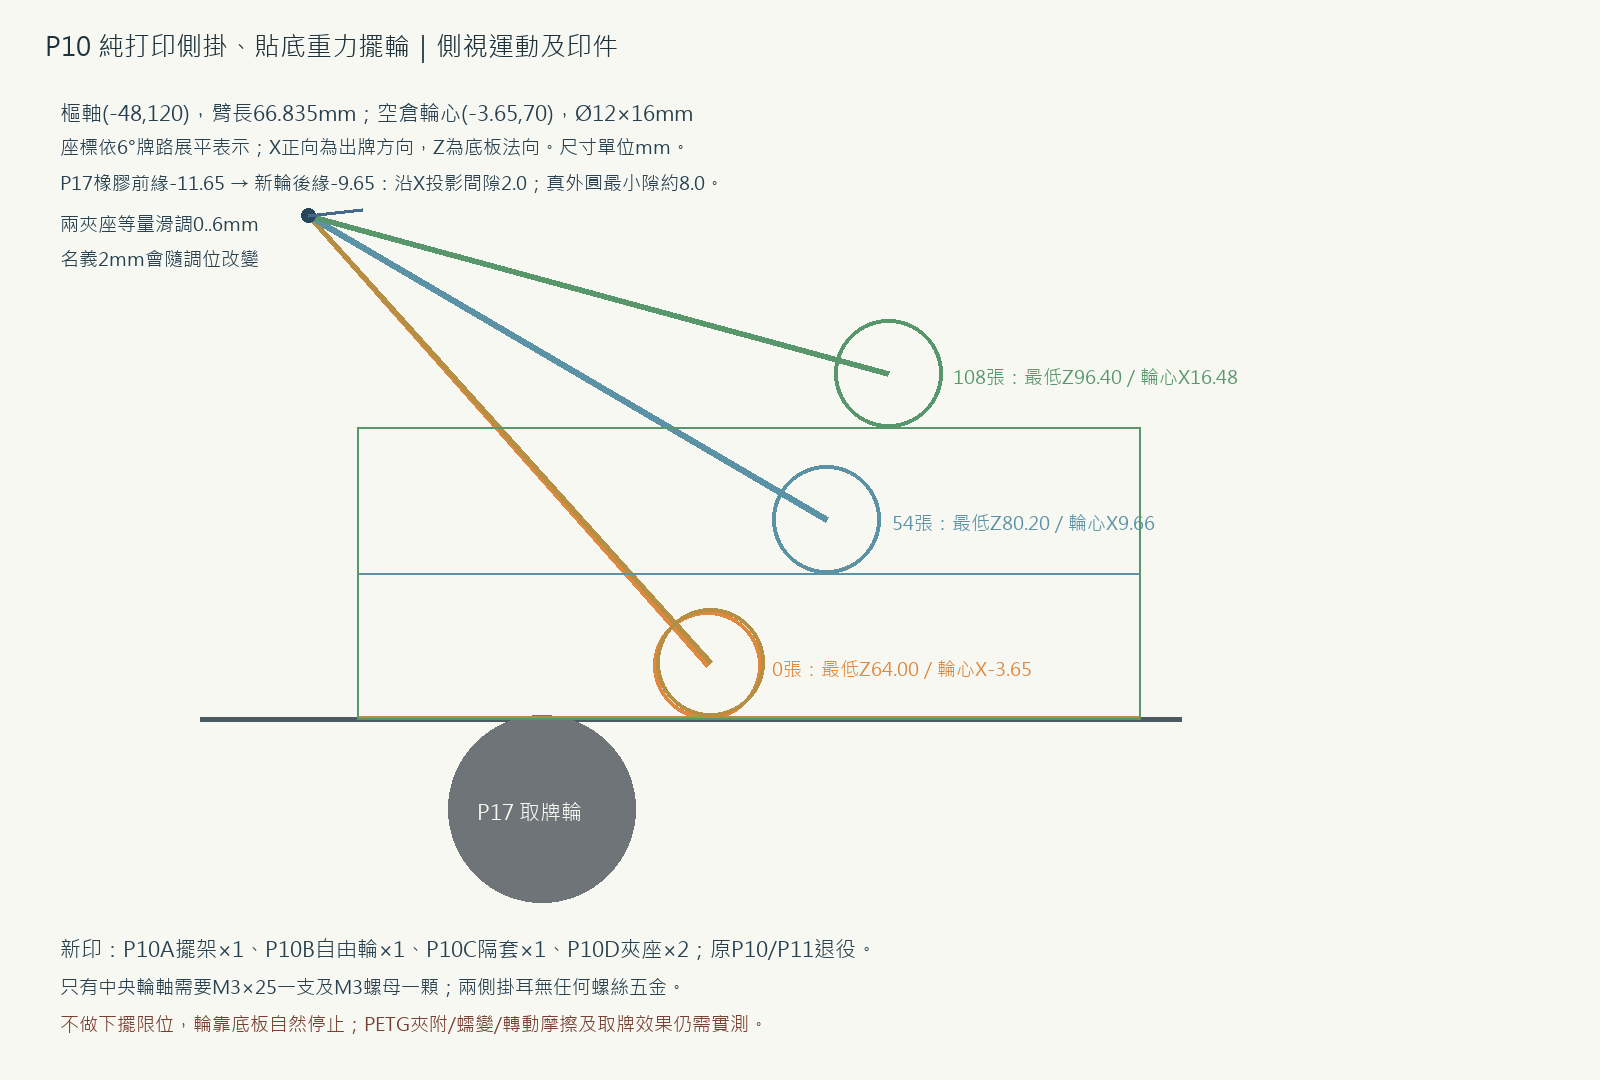 P10 純打印側掛、貼底重力擺輪 | 側視運動及印件
樞軸(-48,120)，臂長66.835mm；空倉輪心(-3.65,70)，Ø12×16mm
座標依6°牌路展平表示；X正向為出牌方向，Z為底板法向。尺寸單位mm。
P17橡膠前緣-11.65 → 新輪後緣-9.65：沿X投影間隙2.0；真外圓最小隙約8.0。
兩夾座等量滑調0..6mm
名義2mm會隨調位改變
108張：最低Z96.40 / 輪心X16.48
54張：最低Z80.20 / 輪心X9.66
0張：最低Z64.00 / 輪心X-3.65
P17 取牌輪
新印：P10A擺架×1、P10B自由輪×1、P10C隔套×1、P10D夾座×2；原P10/P11退役。
只有中央輪軸需要M3×25一支及M3螺母一顆；兩側掛耳無任何螺絲五金。
不做下擺限位，輪靠底板自然停止；PETG夾附/蠕變/轉動摩擦及取牌效果仍需實測。